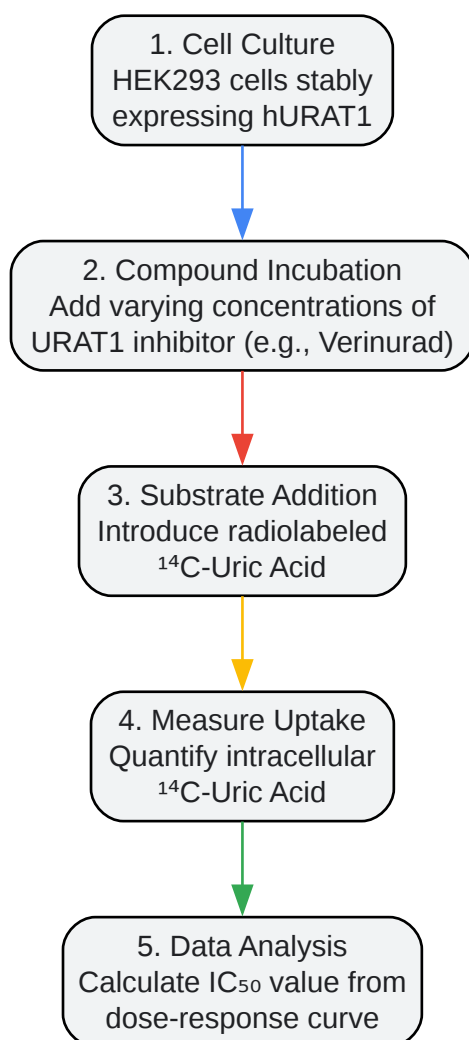 1. Cell Culture
HEK293 cells stably
expressing hURAT1
2. Compound Incubation
Add varying concentrations of
URAT1 inhibitor (e.g., Verinurad)
3. Substrate Addition
Introduce radiolabeled
¹⁴C-Uric Acid
4. Measure Uptake
Quantify intracellular
¹⁴C-Uric Acid
5. Data Analysis
Calculate IC₅₀ value from
dose-response curve